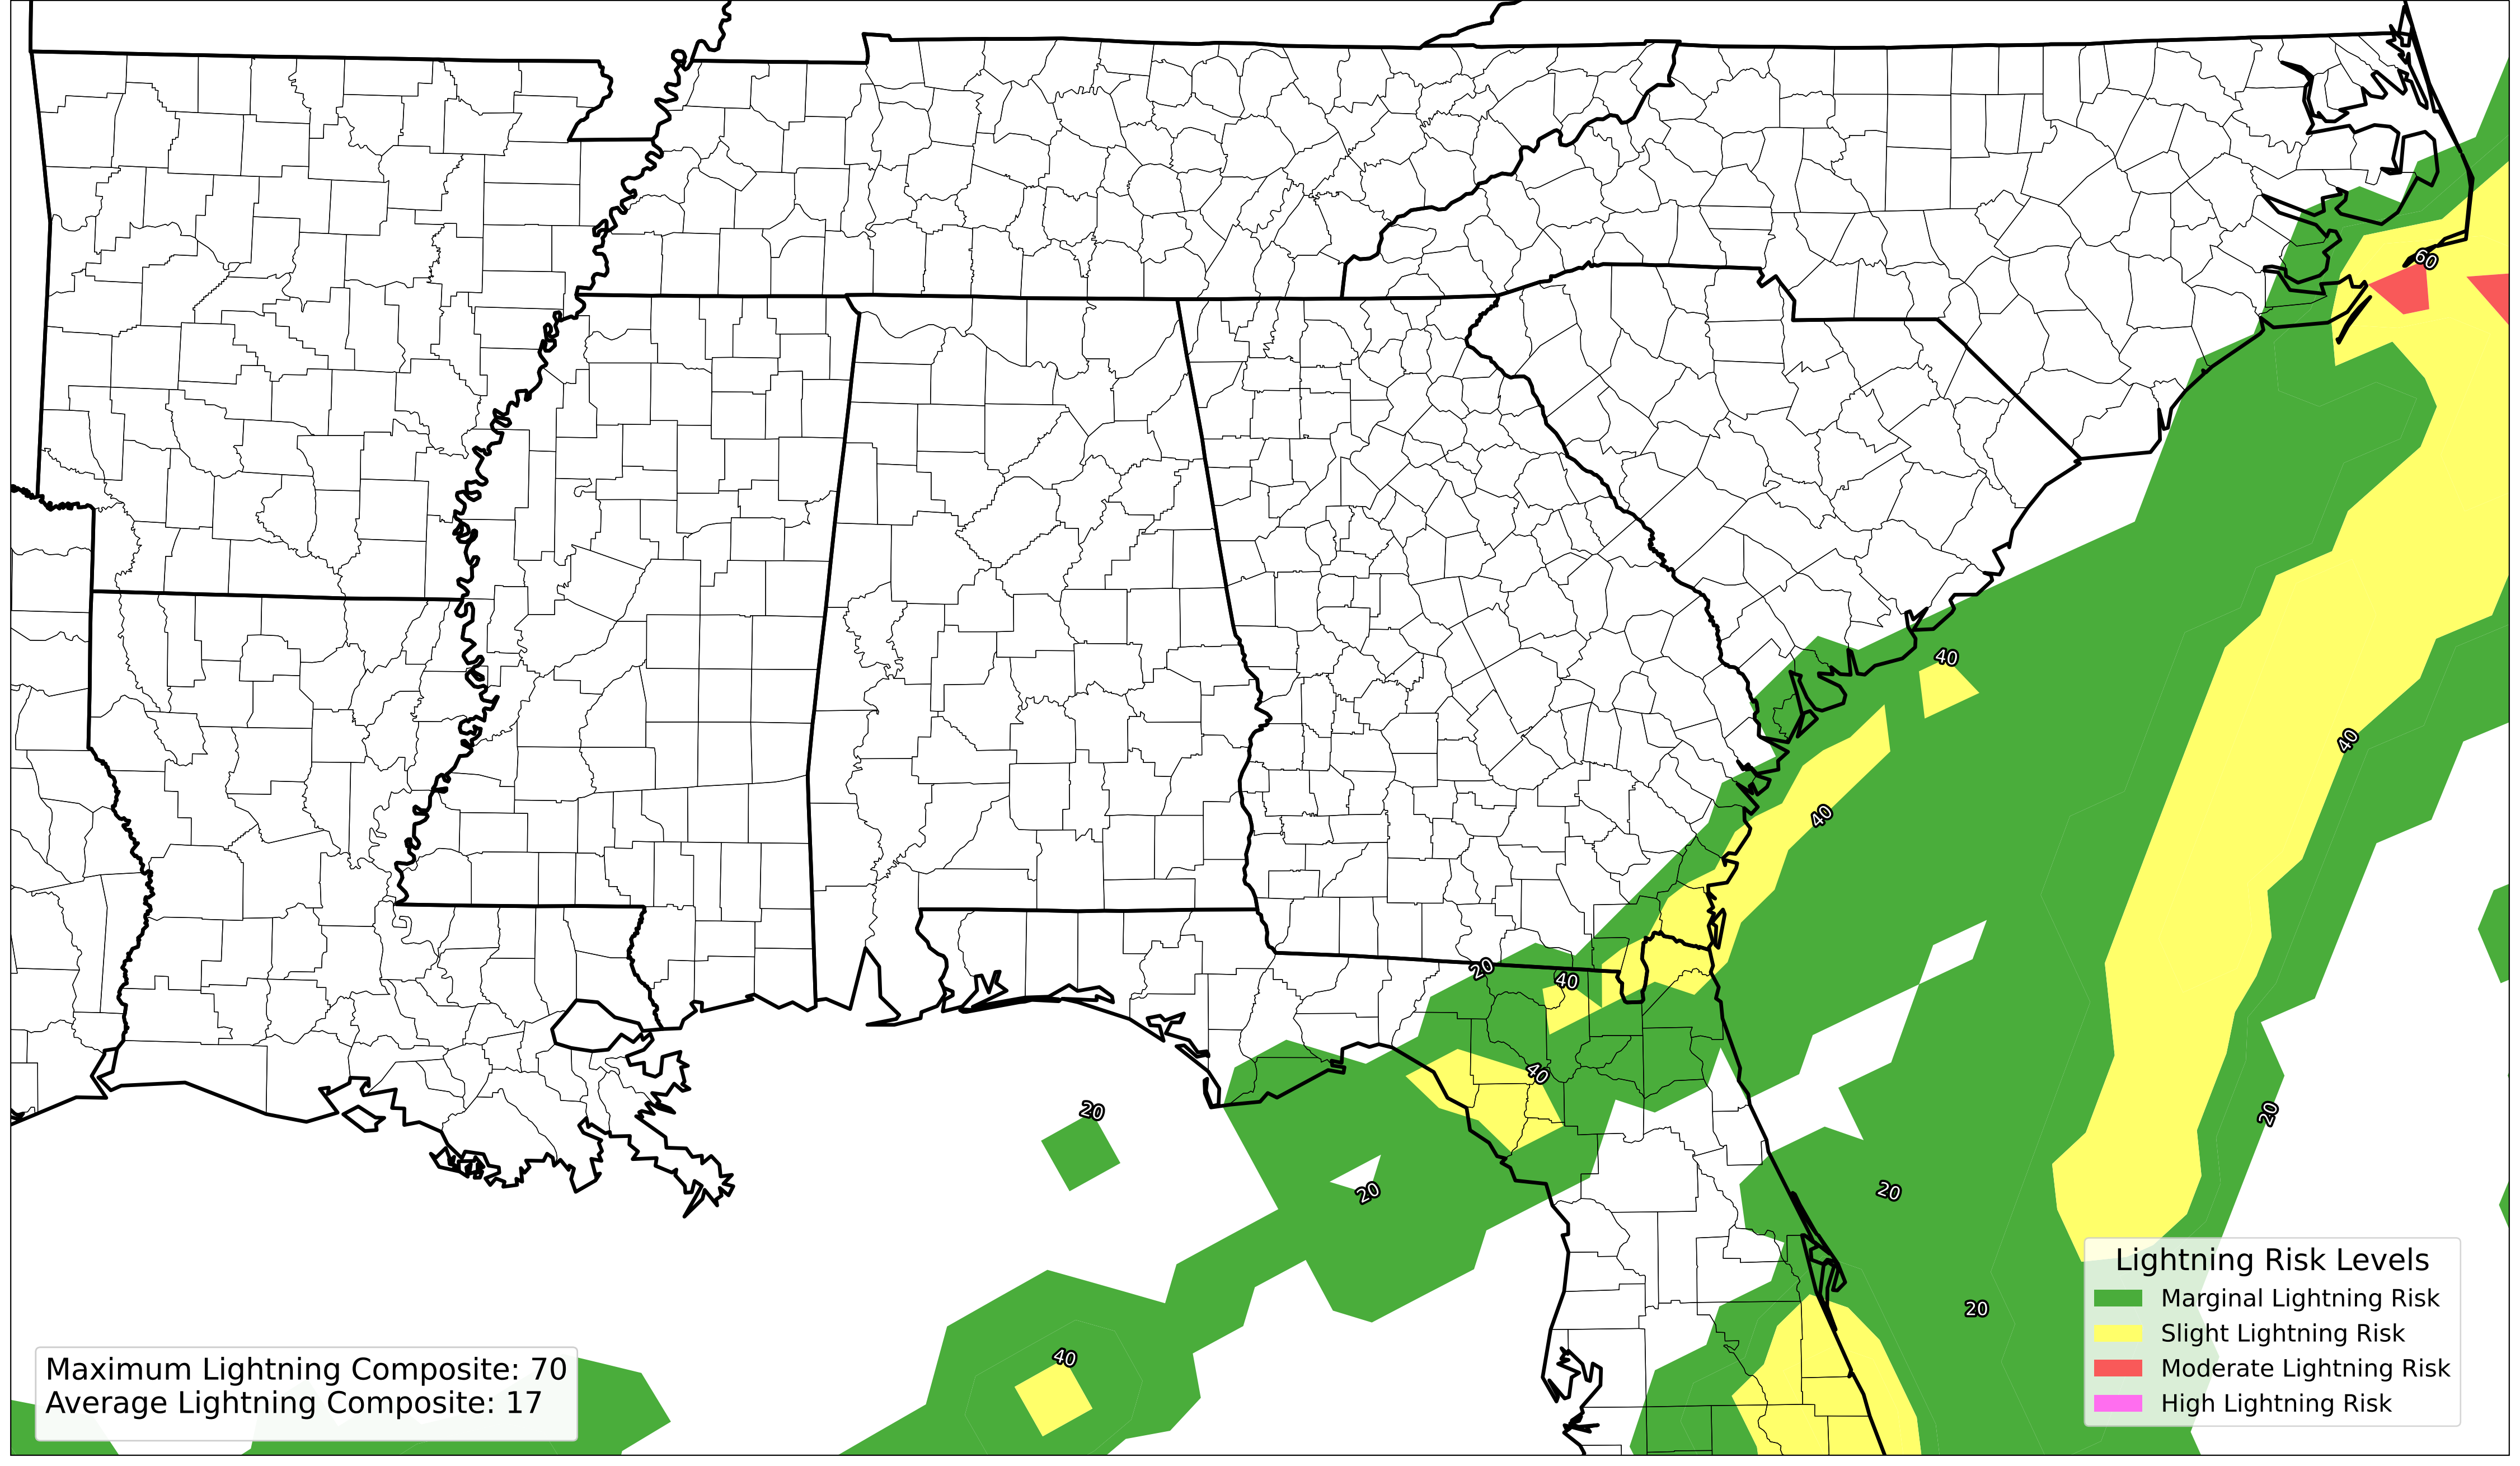 60
40
40
40
20
40
40
20
20
20
20
20
40
Maximum Lightning Composite: 70
Average Lightning Composite: 17
Lightning Risk Levels
Marginal Lightning Risk
Slight Lightning Risk
Moderate Lightning Risk
High Lightning Risk